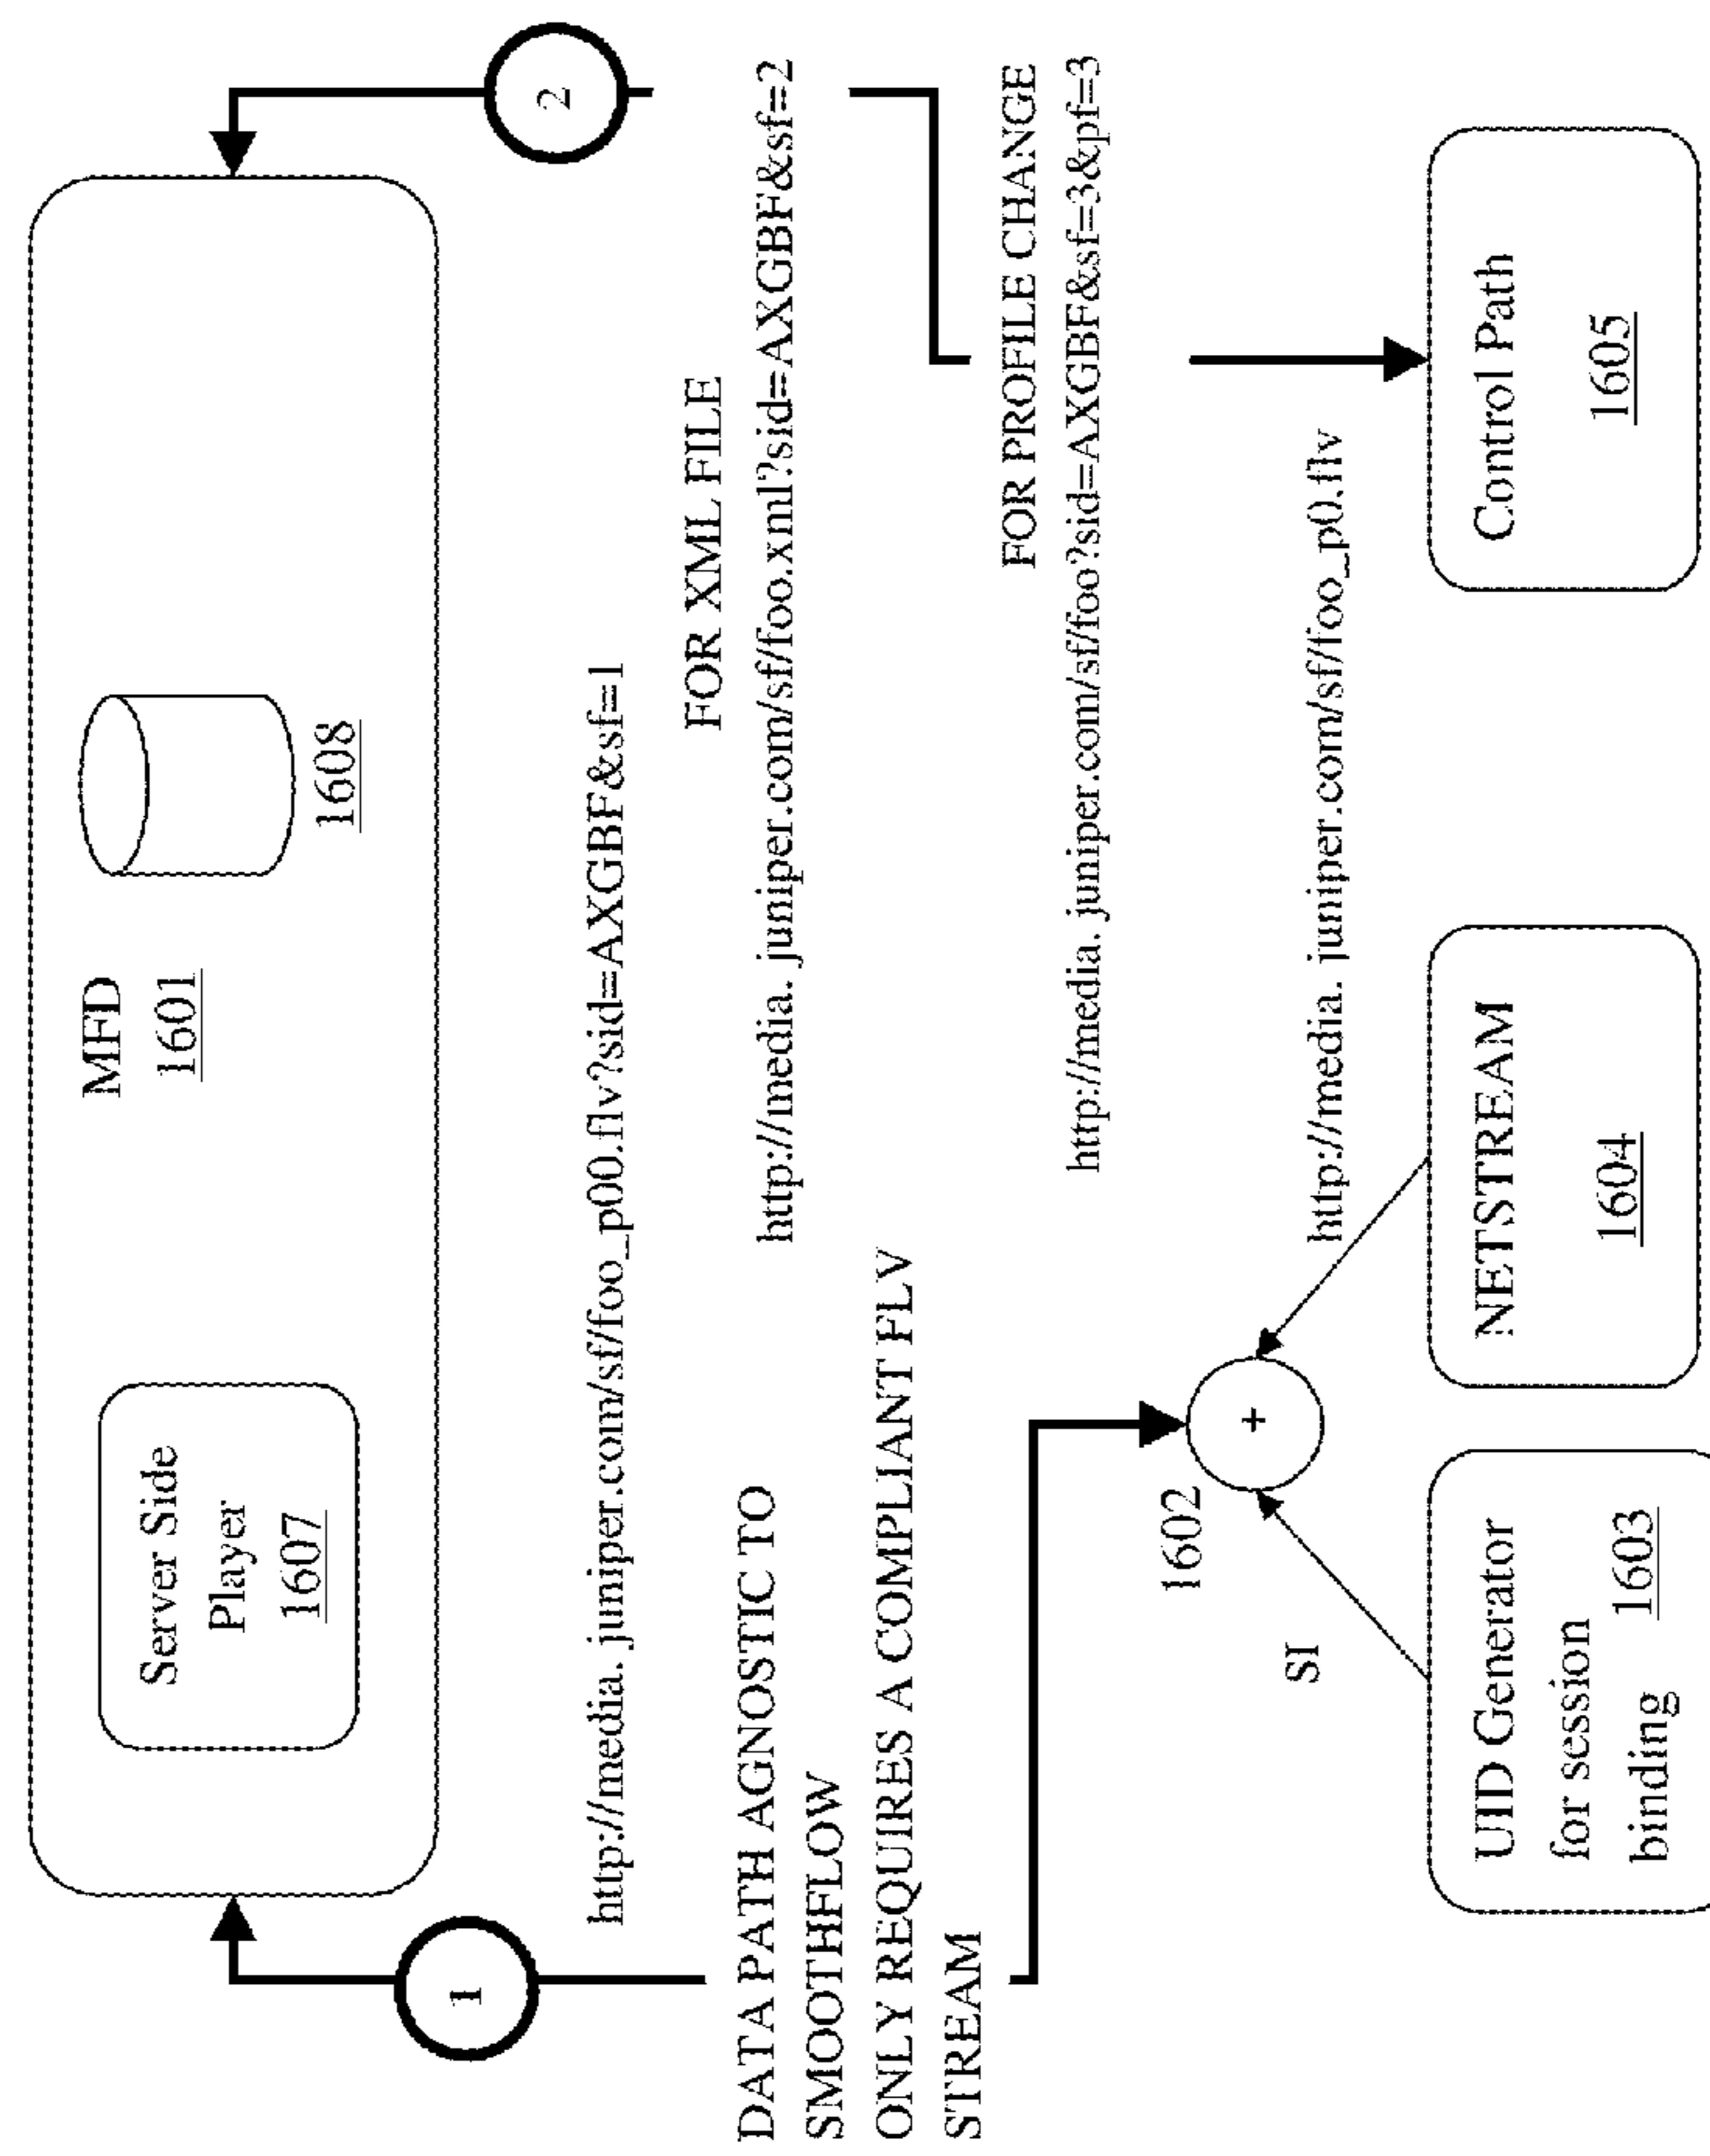 Server Side
Player
1607
MFD
1601
1608
1
http://media. juniper.com/sf/foo_p00.flv?sid=AXGBF&sf=1
2
DATA PATH AGNOSTIC TO
SMOOTHFLOW
ONLY REQUIRES A COMPLIANT FLV
STREAM
FOR XML FILE
http://media. juniper.com/sf/foo.xml?sid=AXGBF&sf=2
FOR PROFILE CHANGE
http://media. juniper.com/sf/foo?sid=AXGBF&sf=3&pf=3
1602
+
SI
http://media. juniper.com/sf/foo_p0.flv
UID Generator
for session
binding
1603
NETSTREAM
1604
Control Path
1605